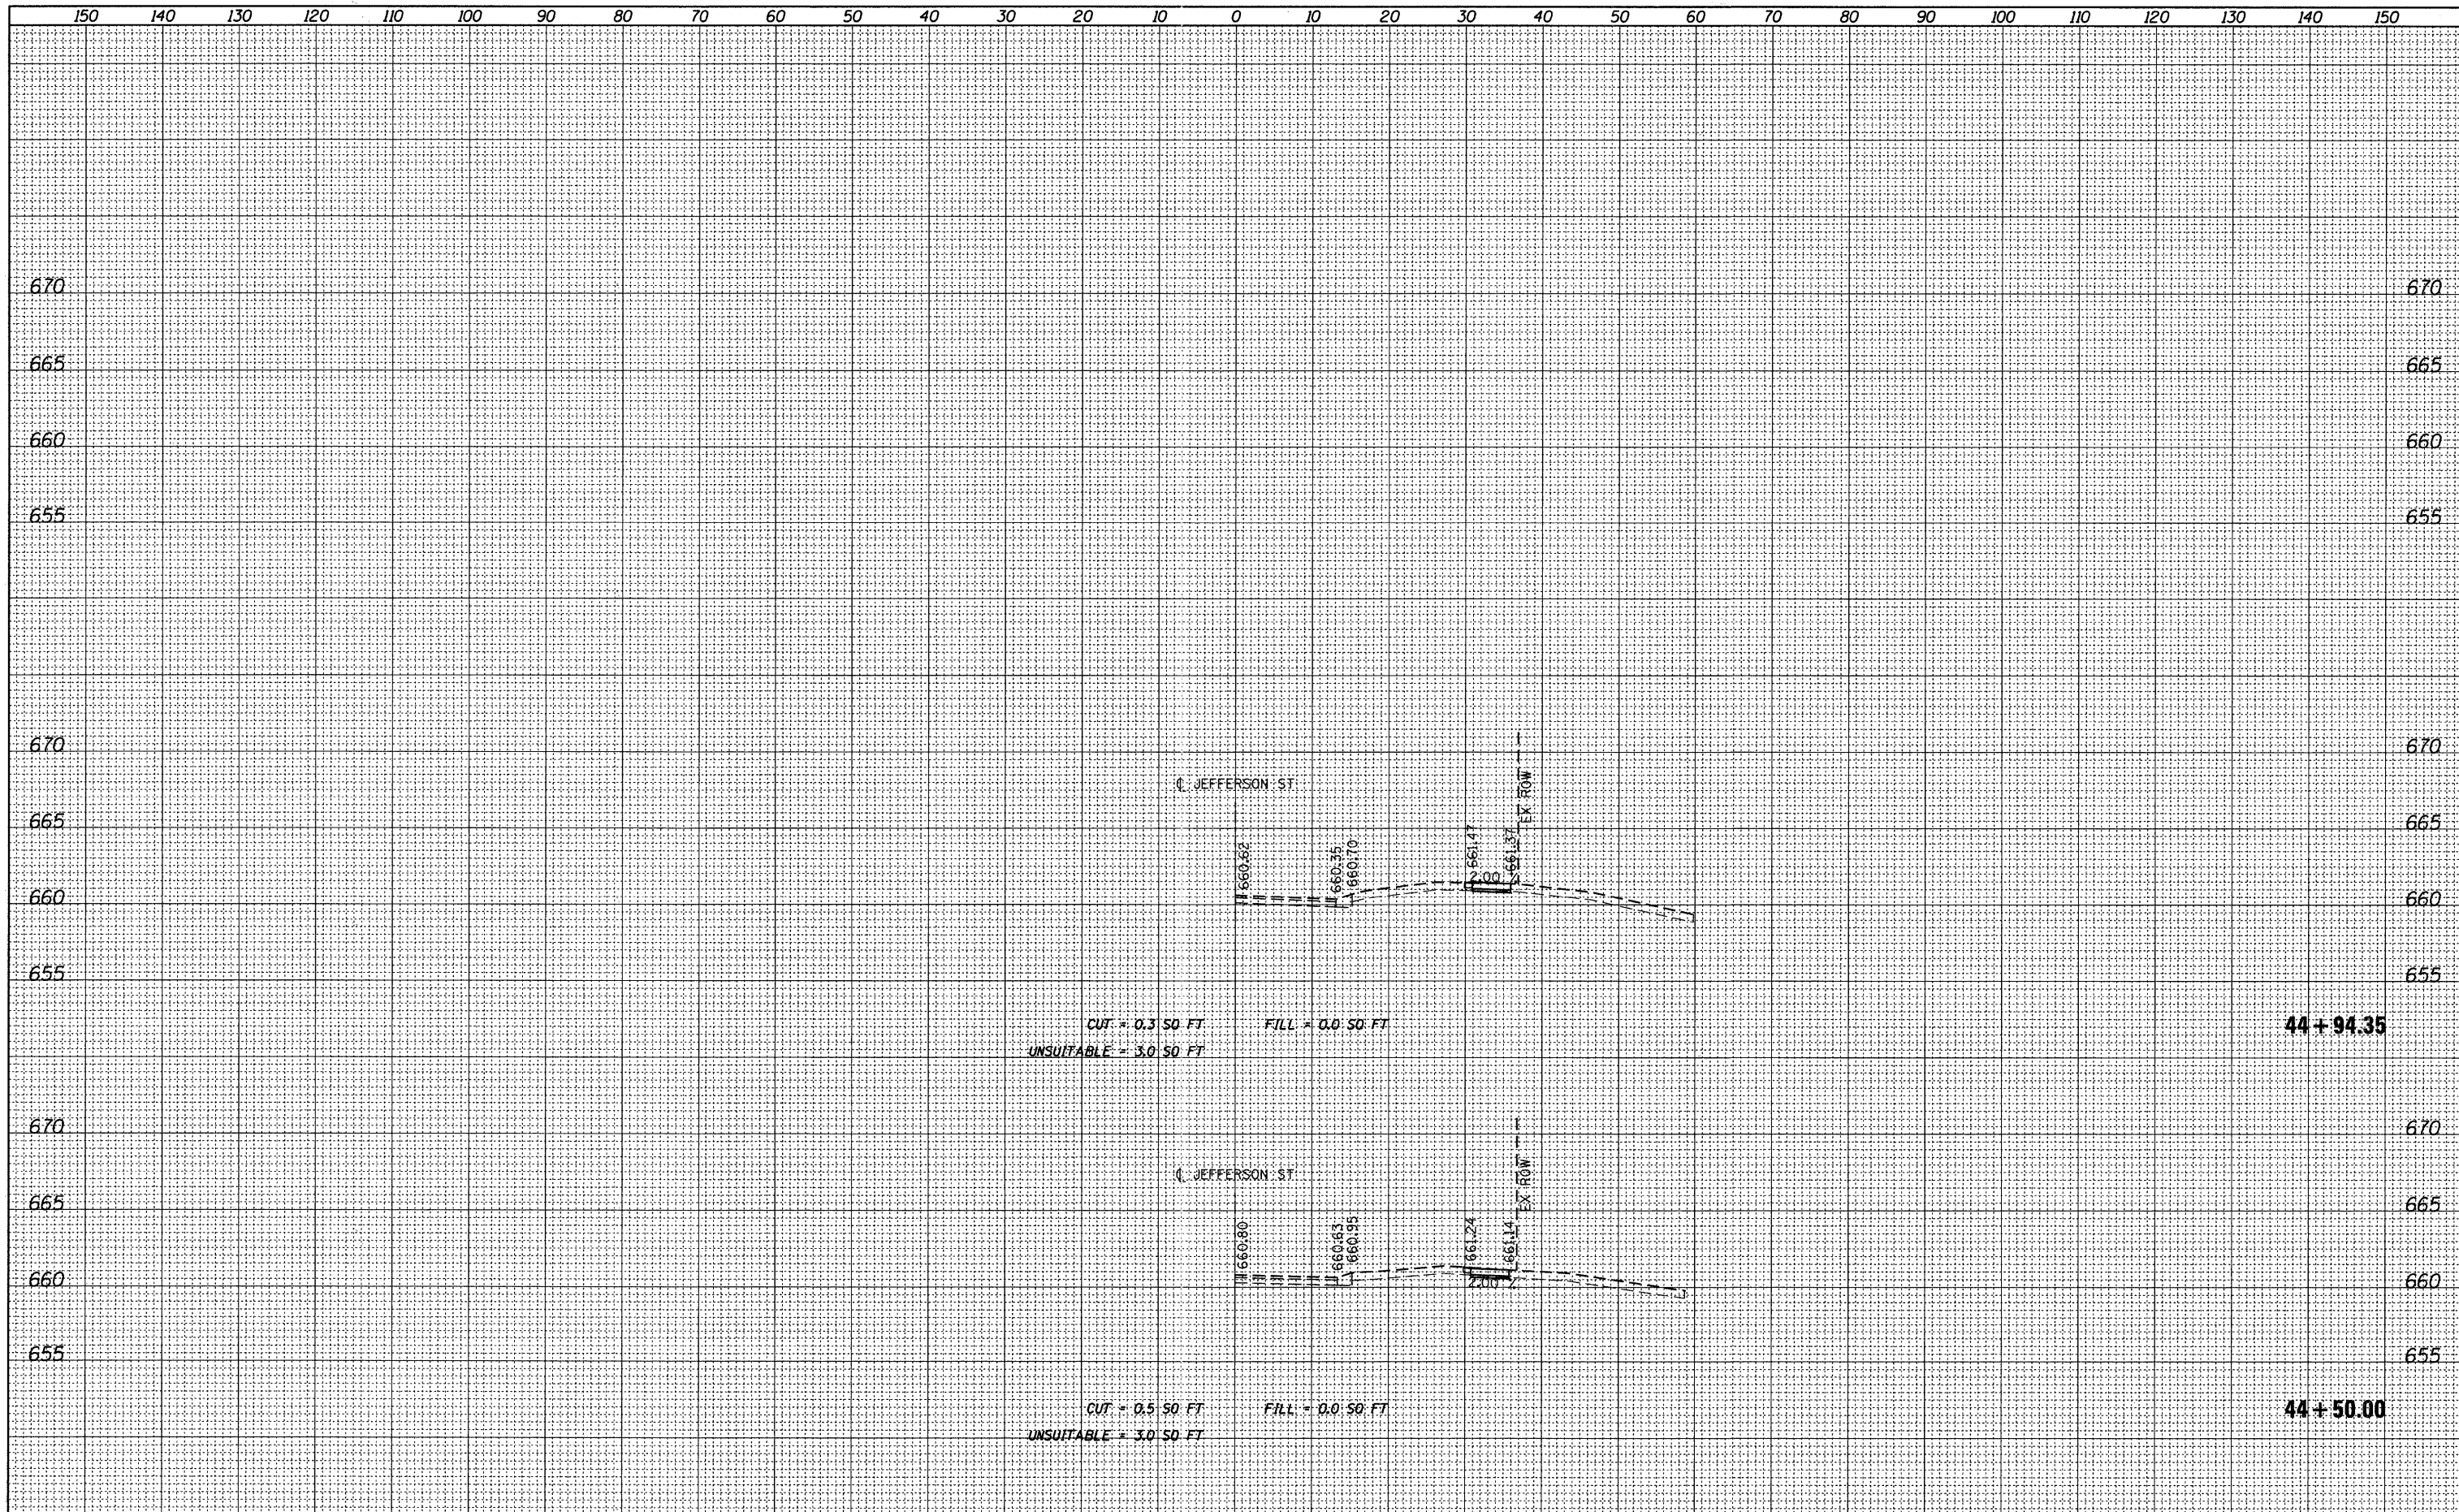 150 140 130 120 110 100 90 80 70 60 50 40 30 20 10 0 10 20 30 40 50 60 70 80 90 100 110 120 130 140 150
670 670
665 665
660 660
655 655
670 670
℄ JEFFERSON ST
EX ROW
665 665
660.62
660.35
660.70
661.47
661.37
2.00 %
660 660
655 655
CUT = 0.3 SQ FT FILL = 0.0 SQ FT
44+94.35
UNSUITABLE = 3.0 SQ FT
670 670
℄ JEFFERSON ST
EX ROW
665 665
660.80
660.63
660.95
661.24
661.14
2.00 %
660 660
655 655
CUT = 0.5 SQ FT FILL = 0.0 SQ FT
44+50.00
UNSUITABLE = 3.0 SQ FT